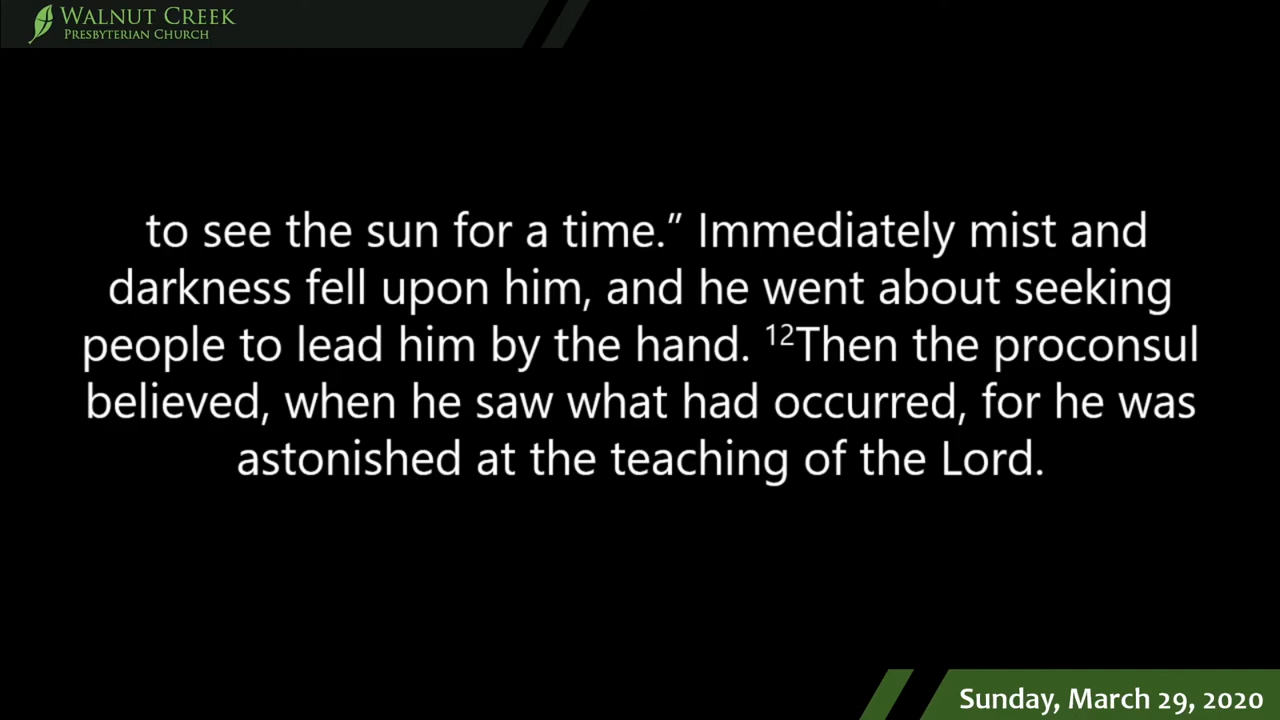 WALNUT CREEK
PRESBYTERIAN CHURCH
to see the sun for a time.” Immediately mist and
darkness fell upon him, and he went about seeking
people to lead him by the hand. ¹²Then the proconsul
believed, when he saw what had occurred, for he was
astonished at the teaching of the Lord.
Sunday, March 29, 2020